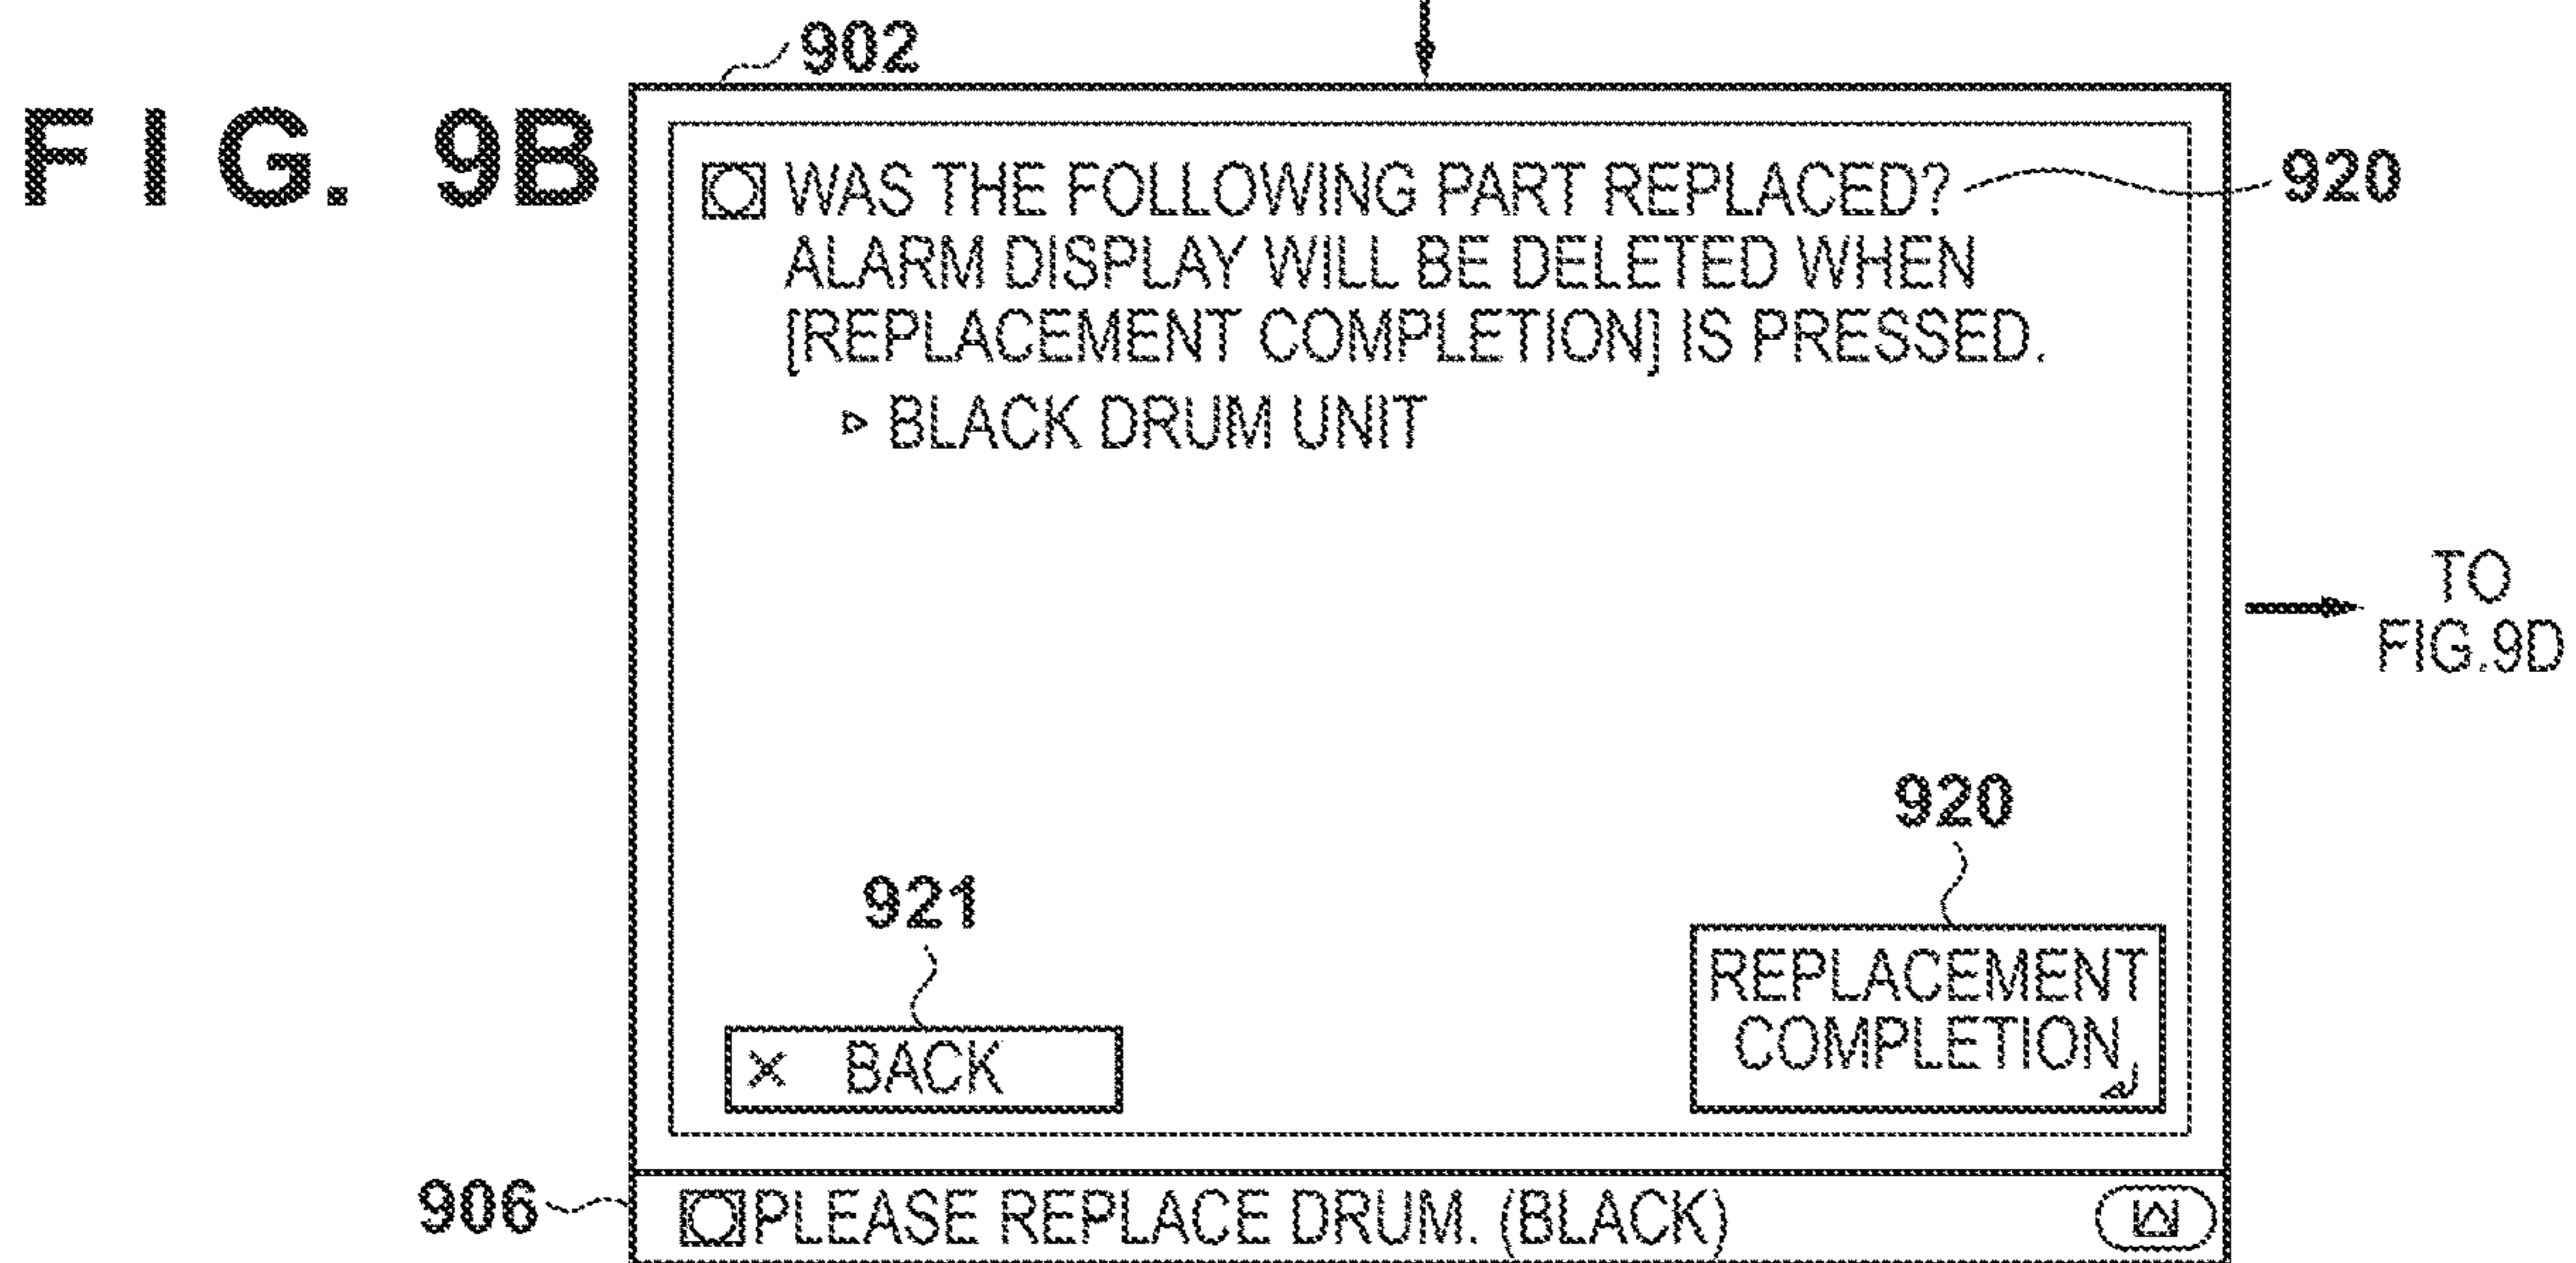 902
FIG. 9B
WAS THE FOLLOWING PART REPLACED?
920
ALARM DISPLAY WILL BE DELETED WHEN
[REPLACEMENT COMPLETION] IS PRESSED.
▹ BLACK DRUM UNIT
TO
FIG.9D
920
921
REPLACEMENT
COMPLETION
× BACK
906
PLEASE REPLACE DRUM. (BLACK)